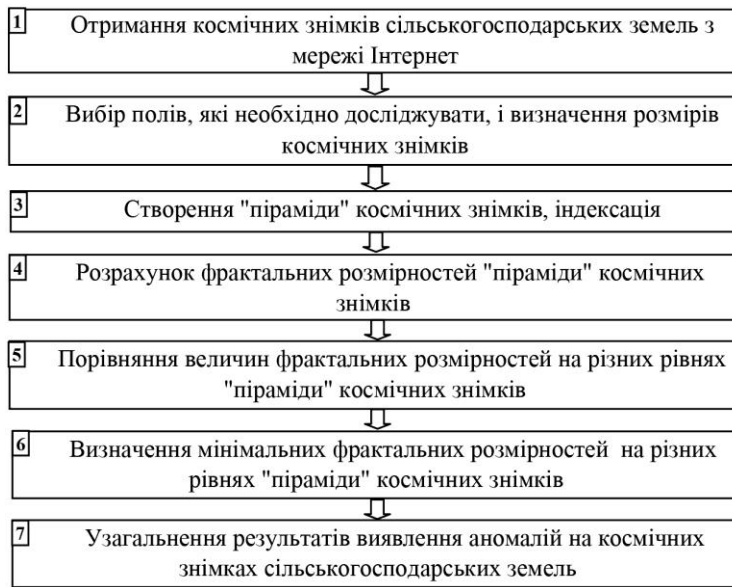 1 Отримання космічних знімків сільськогосподарських земель з
мережі Інтернет
2 Вибір полів, які необхідно досліджувати, і визначення розмірів
космічних знімків
3 Створення "піраміди" космічних знімків, індексація
4 Розрахунок фрактальних розмірностей "піраміди" космічних
знімків
5 Порівняння величин фрактальних розмірностей на різних рівнях
"піраміди" космічних знімків
6 Визначення мінімальних фрактальних розмірностей на різних
рівнях "піраміди" космічних знімків
7 Узагальнення результатів виявлення аномалій на космічних
знімках сільськогосподарських земель